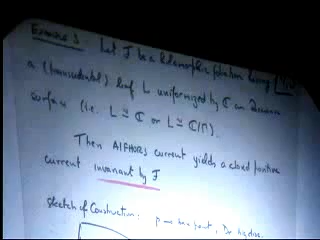 Example 3 : Let F be a holomorphic foliation having
a (transcendental) leaf L uniformized by ℂ as Riemann
surface (i.e. L ≅ ℂ or L ≅ ℂ/Γ).
Then AHLFORS current yields a closed positive
current invariant by F
Sketch of Construction : p